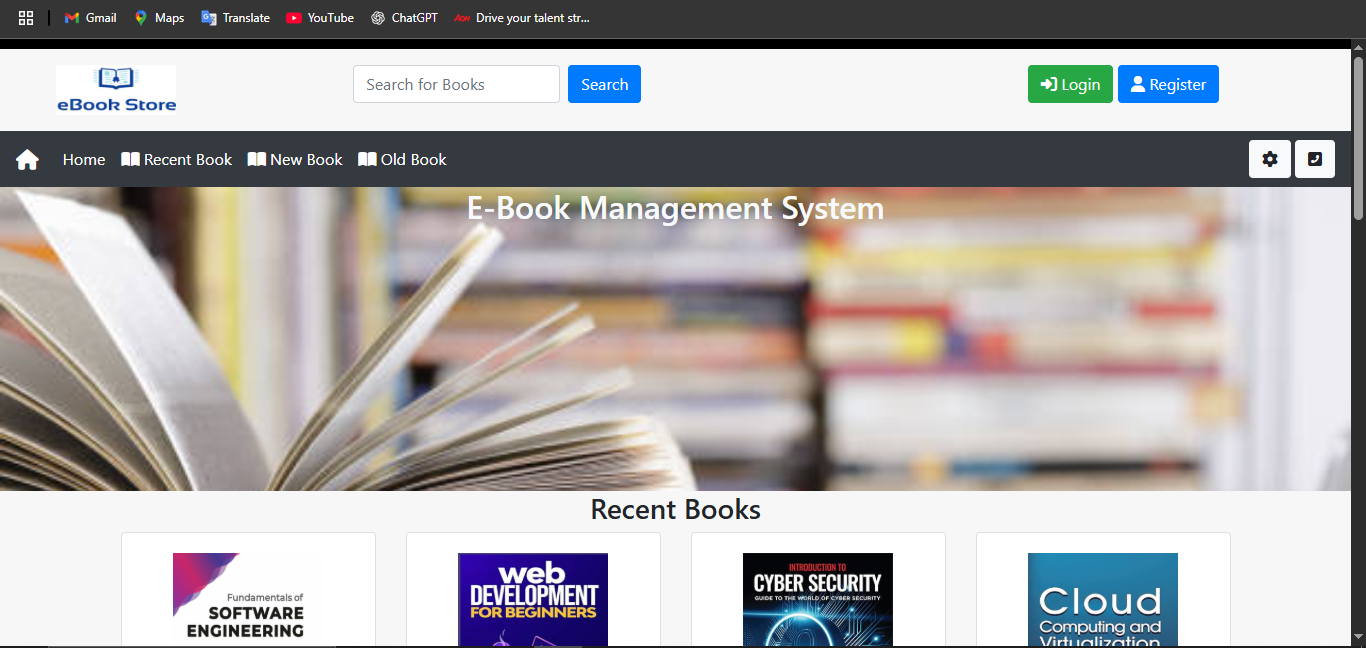 Gmail Maps Translate YouTube ChatGPT Aon Drive your talent str...
eBook Store
Search for Books Search Login Register
Home Recent Book New Book Old Book
E-Book Management System
Recent Books
Fundamentals of
SOFTWARE
ENGINEERING
web
DEVELOPMENT
FOR BEGINNERS
INTRODUCTION TO
CYBER SECURITY
GUIDE TO THE WORLD OF CYBER SECURITY
Cloud
Computing and
Virtualization